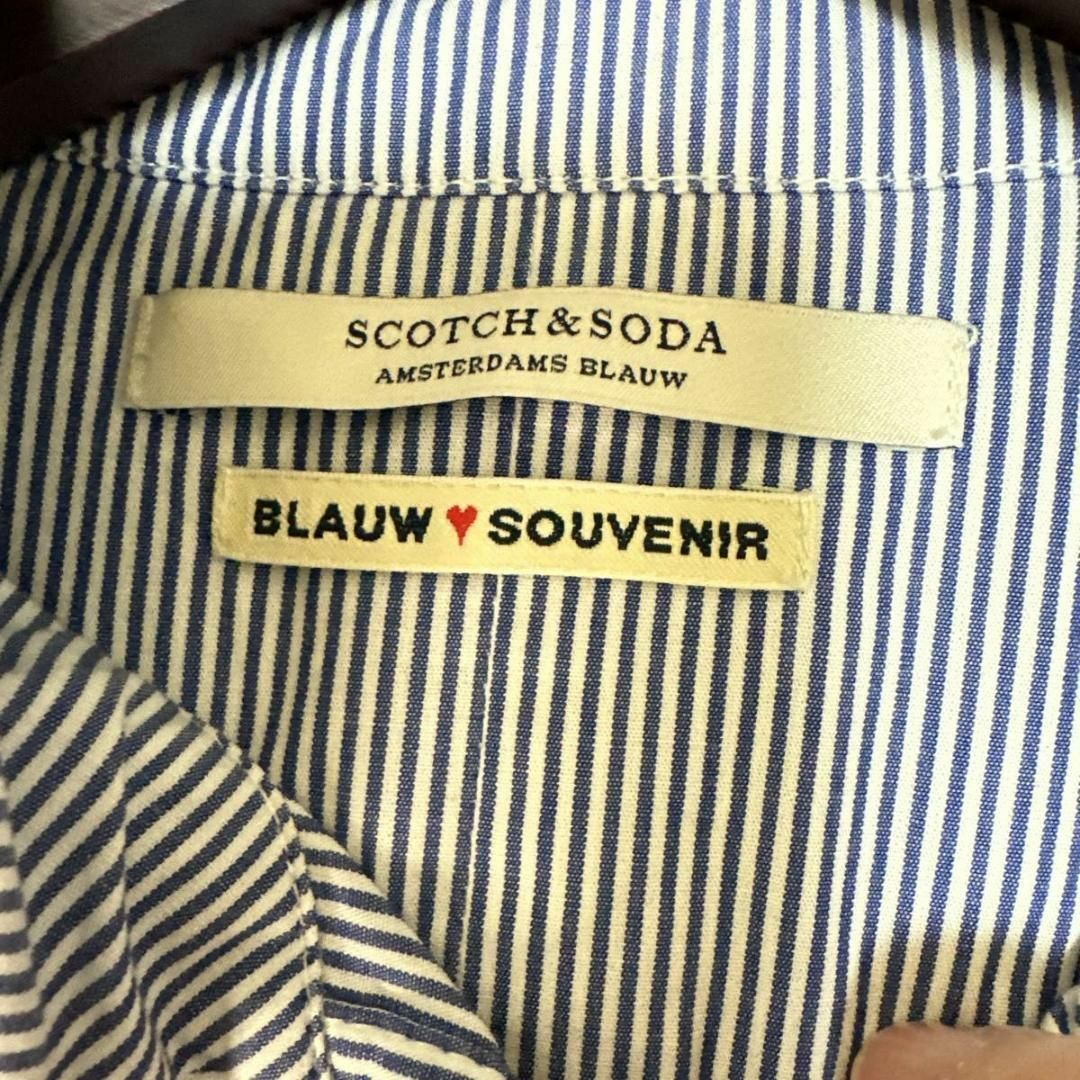 SCOTCH & SODA
AMSTERDAMS BLAUW
BLAUW ♥ SOUVENIR